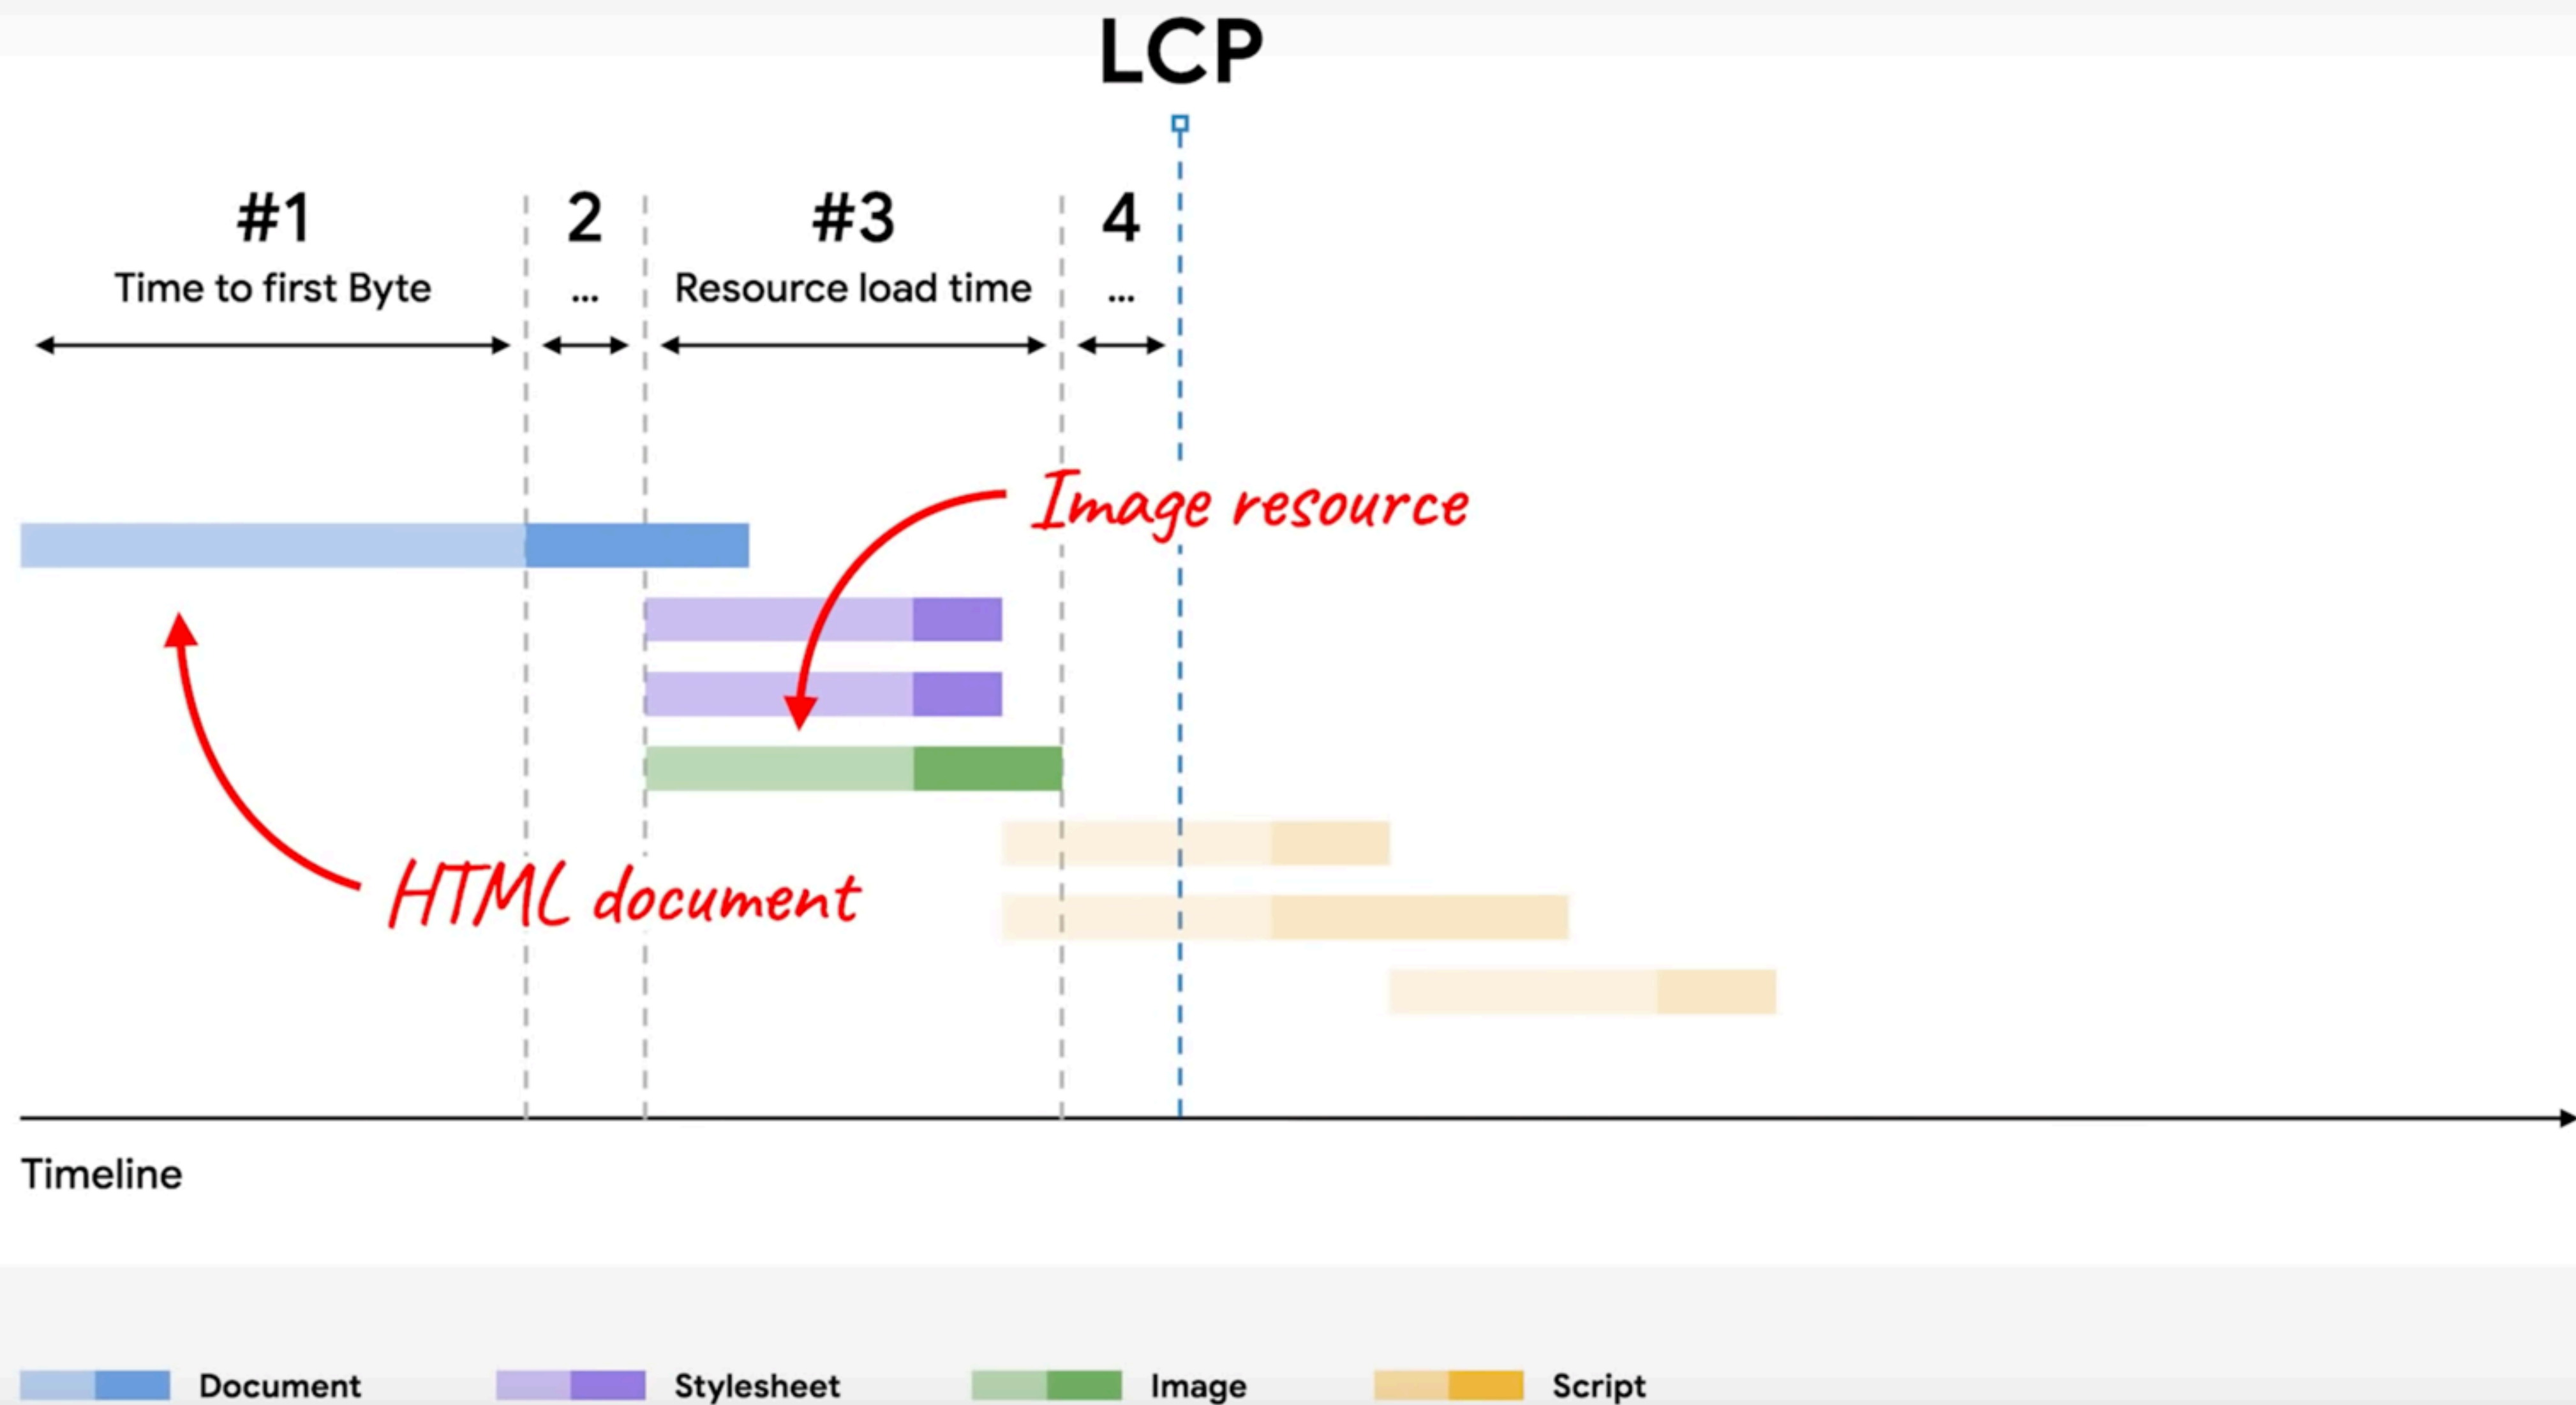 LCP
#1
2
#3
4
Time to first Byte
...
Resource load time
...
Image resource
HTML document
Timeline
Document
Stylesheet
Image
Script